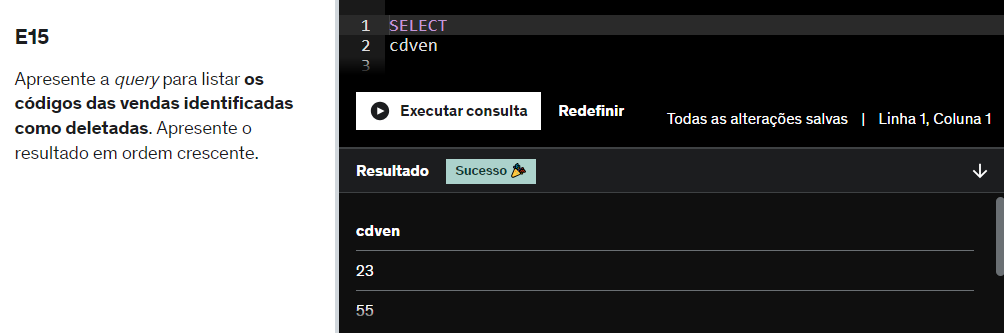 E15
Apresente a query para listar os
códigos das vendas identificadas
como deletadas. Apresente o
resultado em ordem crescente.
1 SELECT
2 cdven
3
Executar consulta Redefinir Todas as alterações salvas | Linha 1, Coluna 1
Resultado Sucesso
cdven
23
55